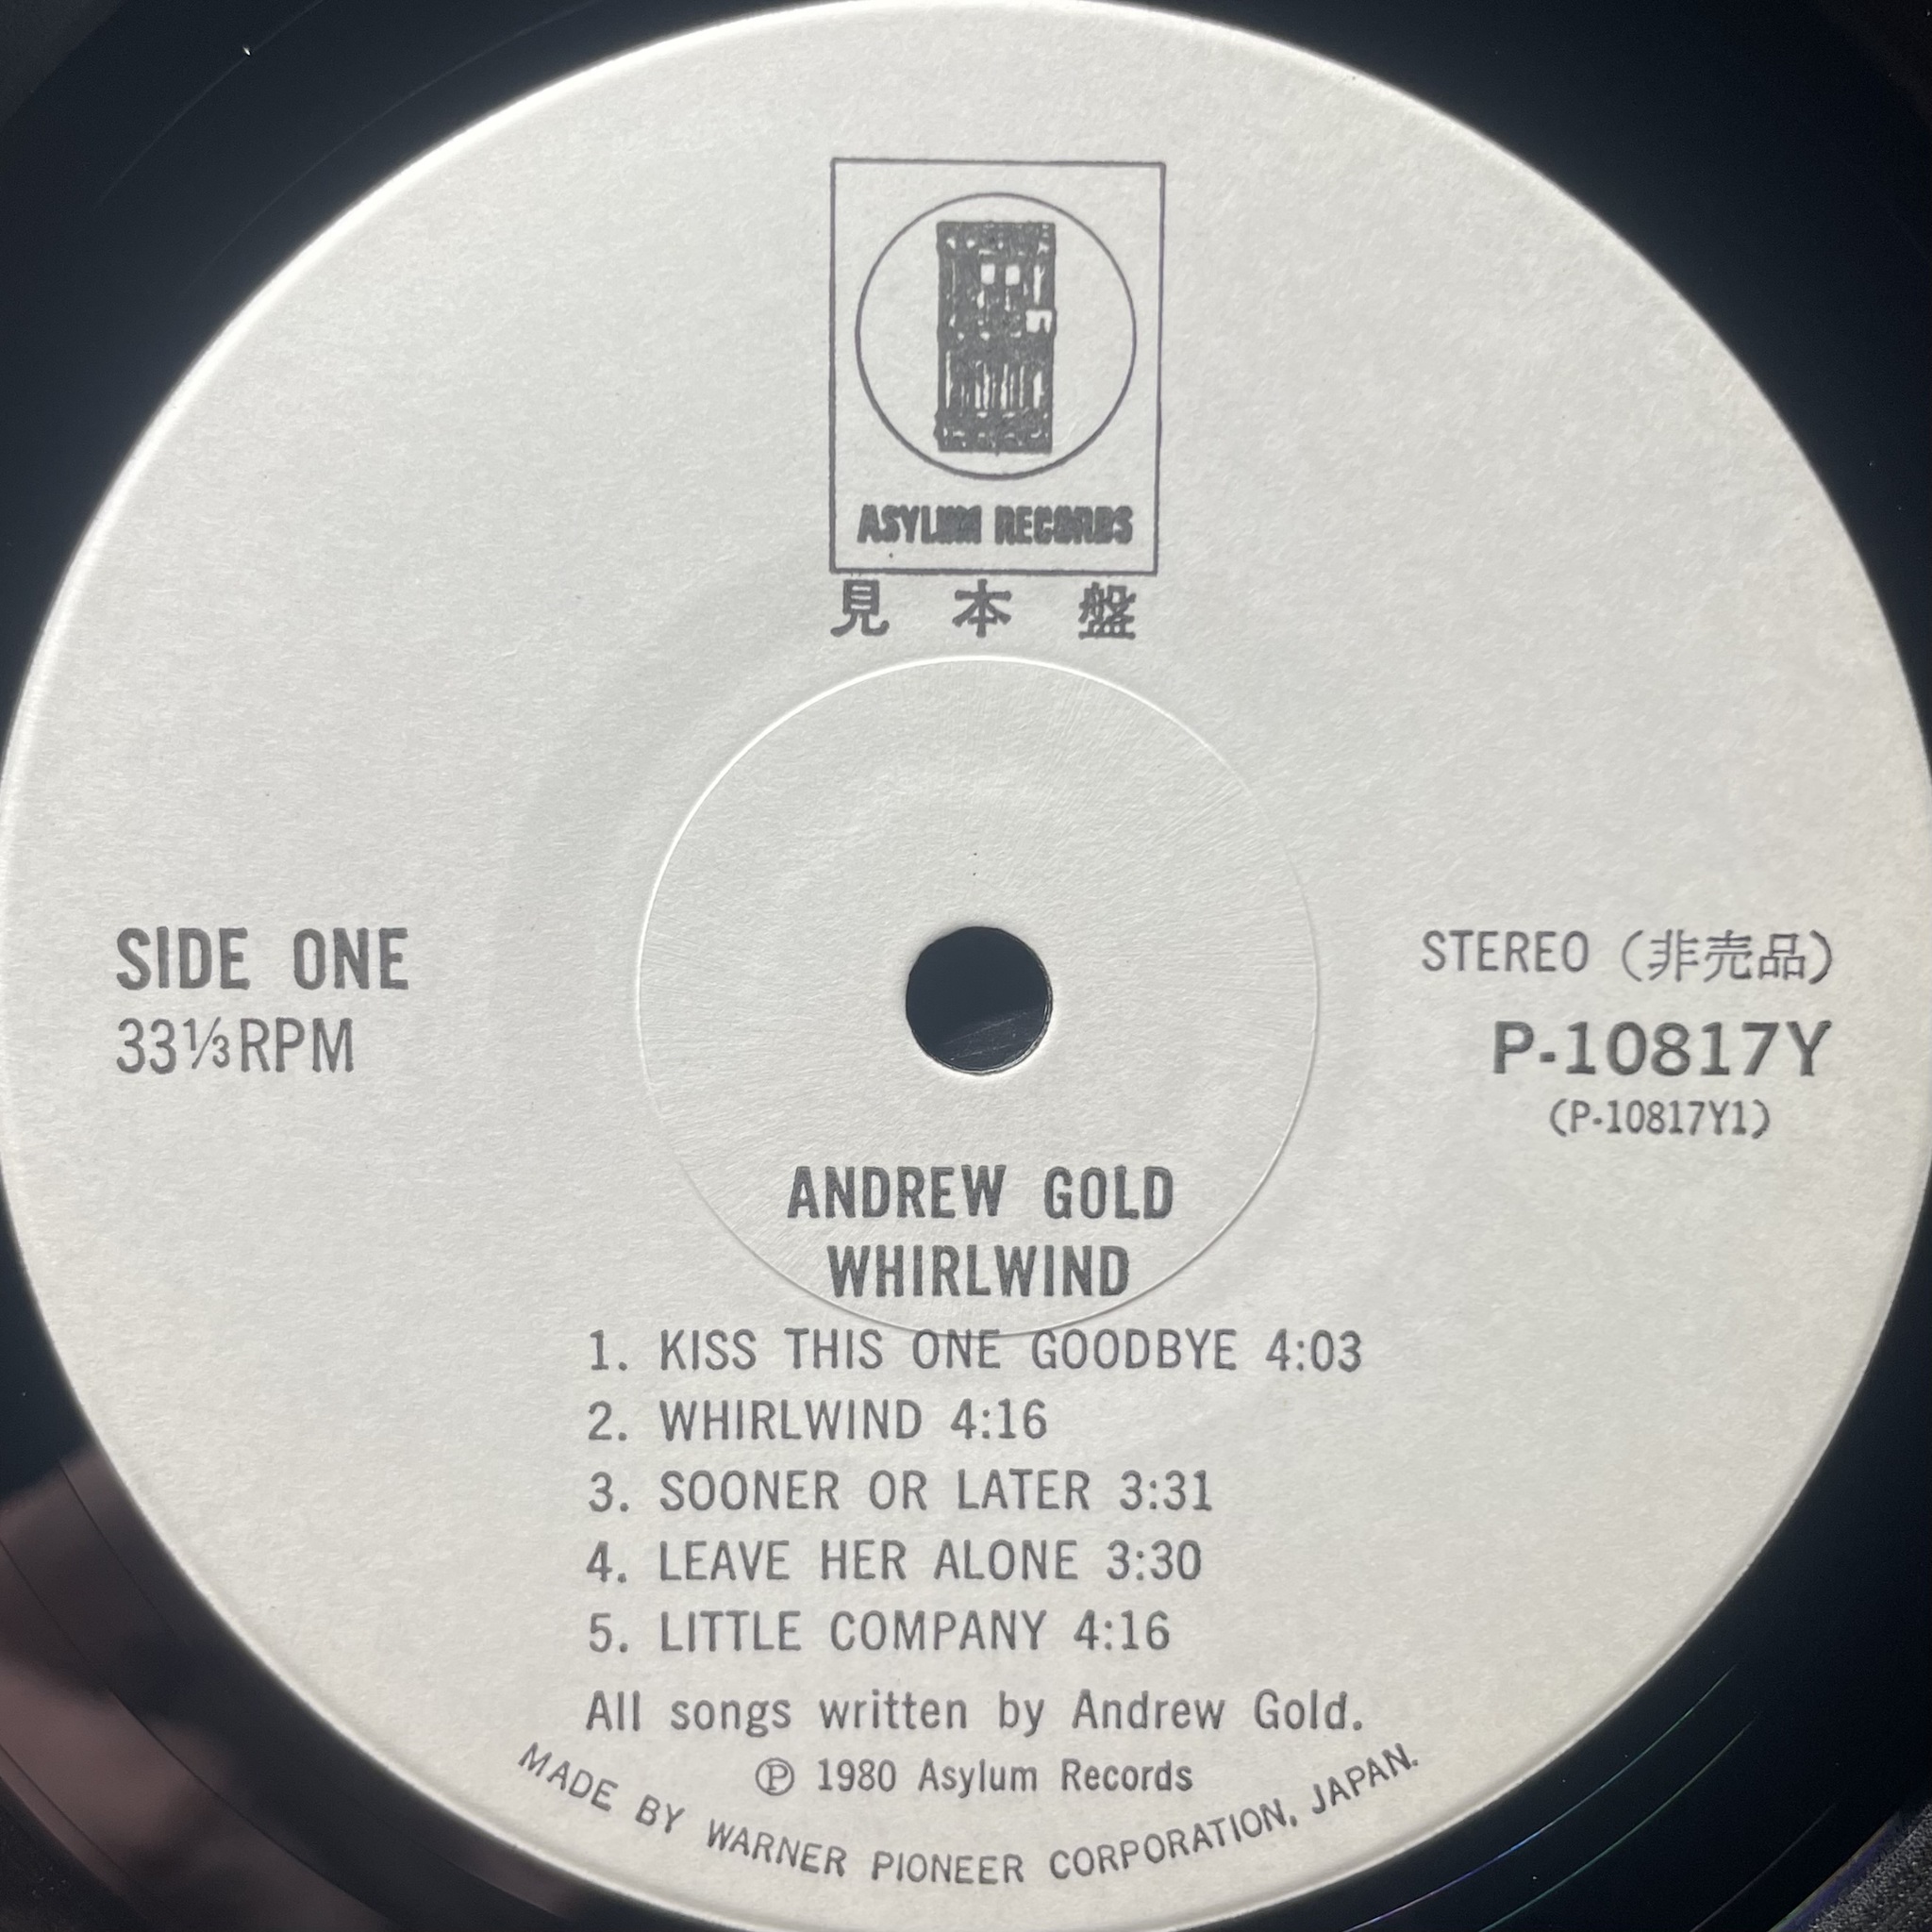 ASYLUM RECORDS
見本盤
SIDE ONE
33⅓RPM
STEREO (非売品)
P-10817Y
(P-10817Y1)
ANDREW GOLD
WHIRLWIND
1. KISS THIS ONE GOODBYE 4:03
2. WHIRLWIND 4:16
3. SOONER OR LATER 3:31
4. LEAVE HER ALONE 3:30
5. LITTLE COMPANY 4:16
All songs written by Andrew Gold.
℗ 1980 Asylum Records
MADE BY WARNER PIONEER CORPORATION, JAPAN.